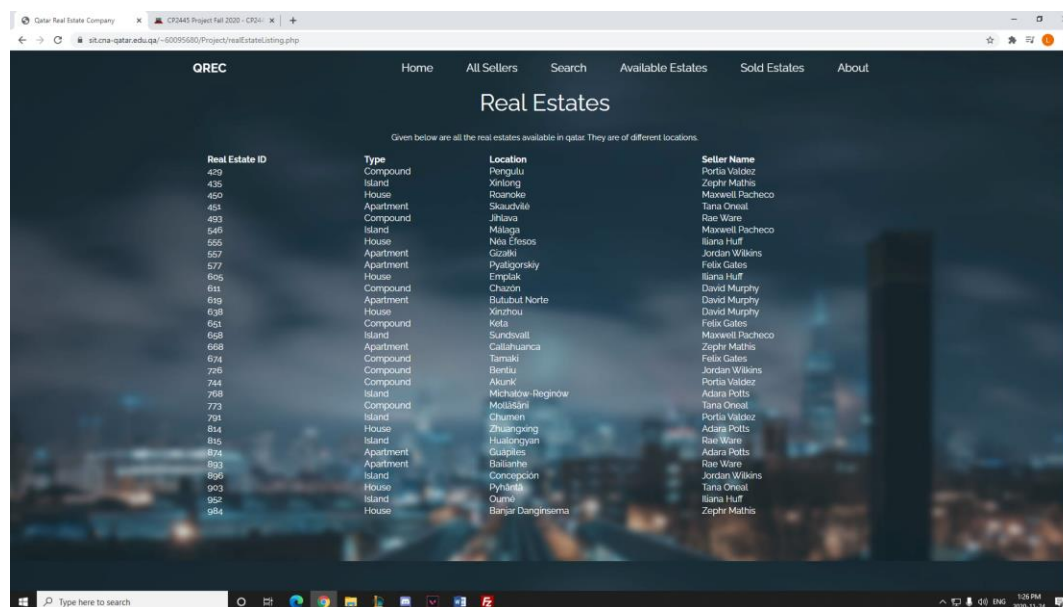 Qatar Real Estate Company
CP2445 Project Fall 2020 - CP24
sit.cna-qatar.edu.qa/~60095680/Project/realEstateListing.php
QREC Home All Sellers Search Available Estates Sold Estates About
Real Estates
Given below are all the real estates available in qatar. They are of different locations.
Real Estate ID Type Location Seller Name
429 Compound Pengulu Portia Valdez
435 Island Xinlong Zephr Mathis
450 House Roanoke Maxwell Pacheco
451 Apartment Skaudvilė Tana Oneal
493 Compound Jihlava Rae Ware
546 Island Málaga Maxwell Pacheco
555 House Néa Éfesos Iliana Huff
557 Apartment Gizałki Jordan Wilkins
577 Apartment Pyatigorskiy Felix Gates
605 House Emplak Iliana Huff
611 Compound Chazón David Murphy
619 Apartment Butubut Norte David Murphy
638 House Xinzhou David Murphy
651 Compound Keta Felix Gates
658 Island Sundsvall Maxwell Pacheco
668 Apartment Callahuanca Zephr Mathis
674 Compound Tamaki Felix Gates
726 Compound Bentiu Jordan Wilkins
744 Compound Akunk' Portia Valdez
768 Island Michałów-Reginów Adara Potts
773 Compound Mollāsānī Tana Oneal
791 Island Chumen Portia Valdez
814 House Zhuangxing Adara Potts
815 Island Hualongyan Rae Ware
874 Apartment Guápiles Adara Potts
893 Apartment Bailianhe Rae Ware
896 Island Concepción Jordan Wilkins
903 House Pyhäntä Tana Oneal
952 Island Oumé Iliana Huff
984 House Banjar Danginsema Zephr Mathis
Type here to search
ENG
1:26 PM